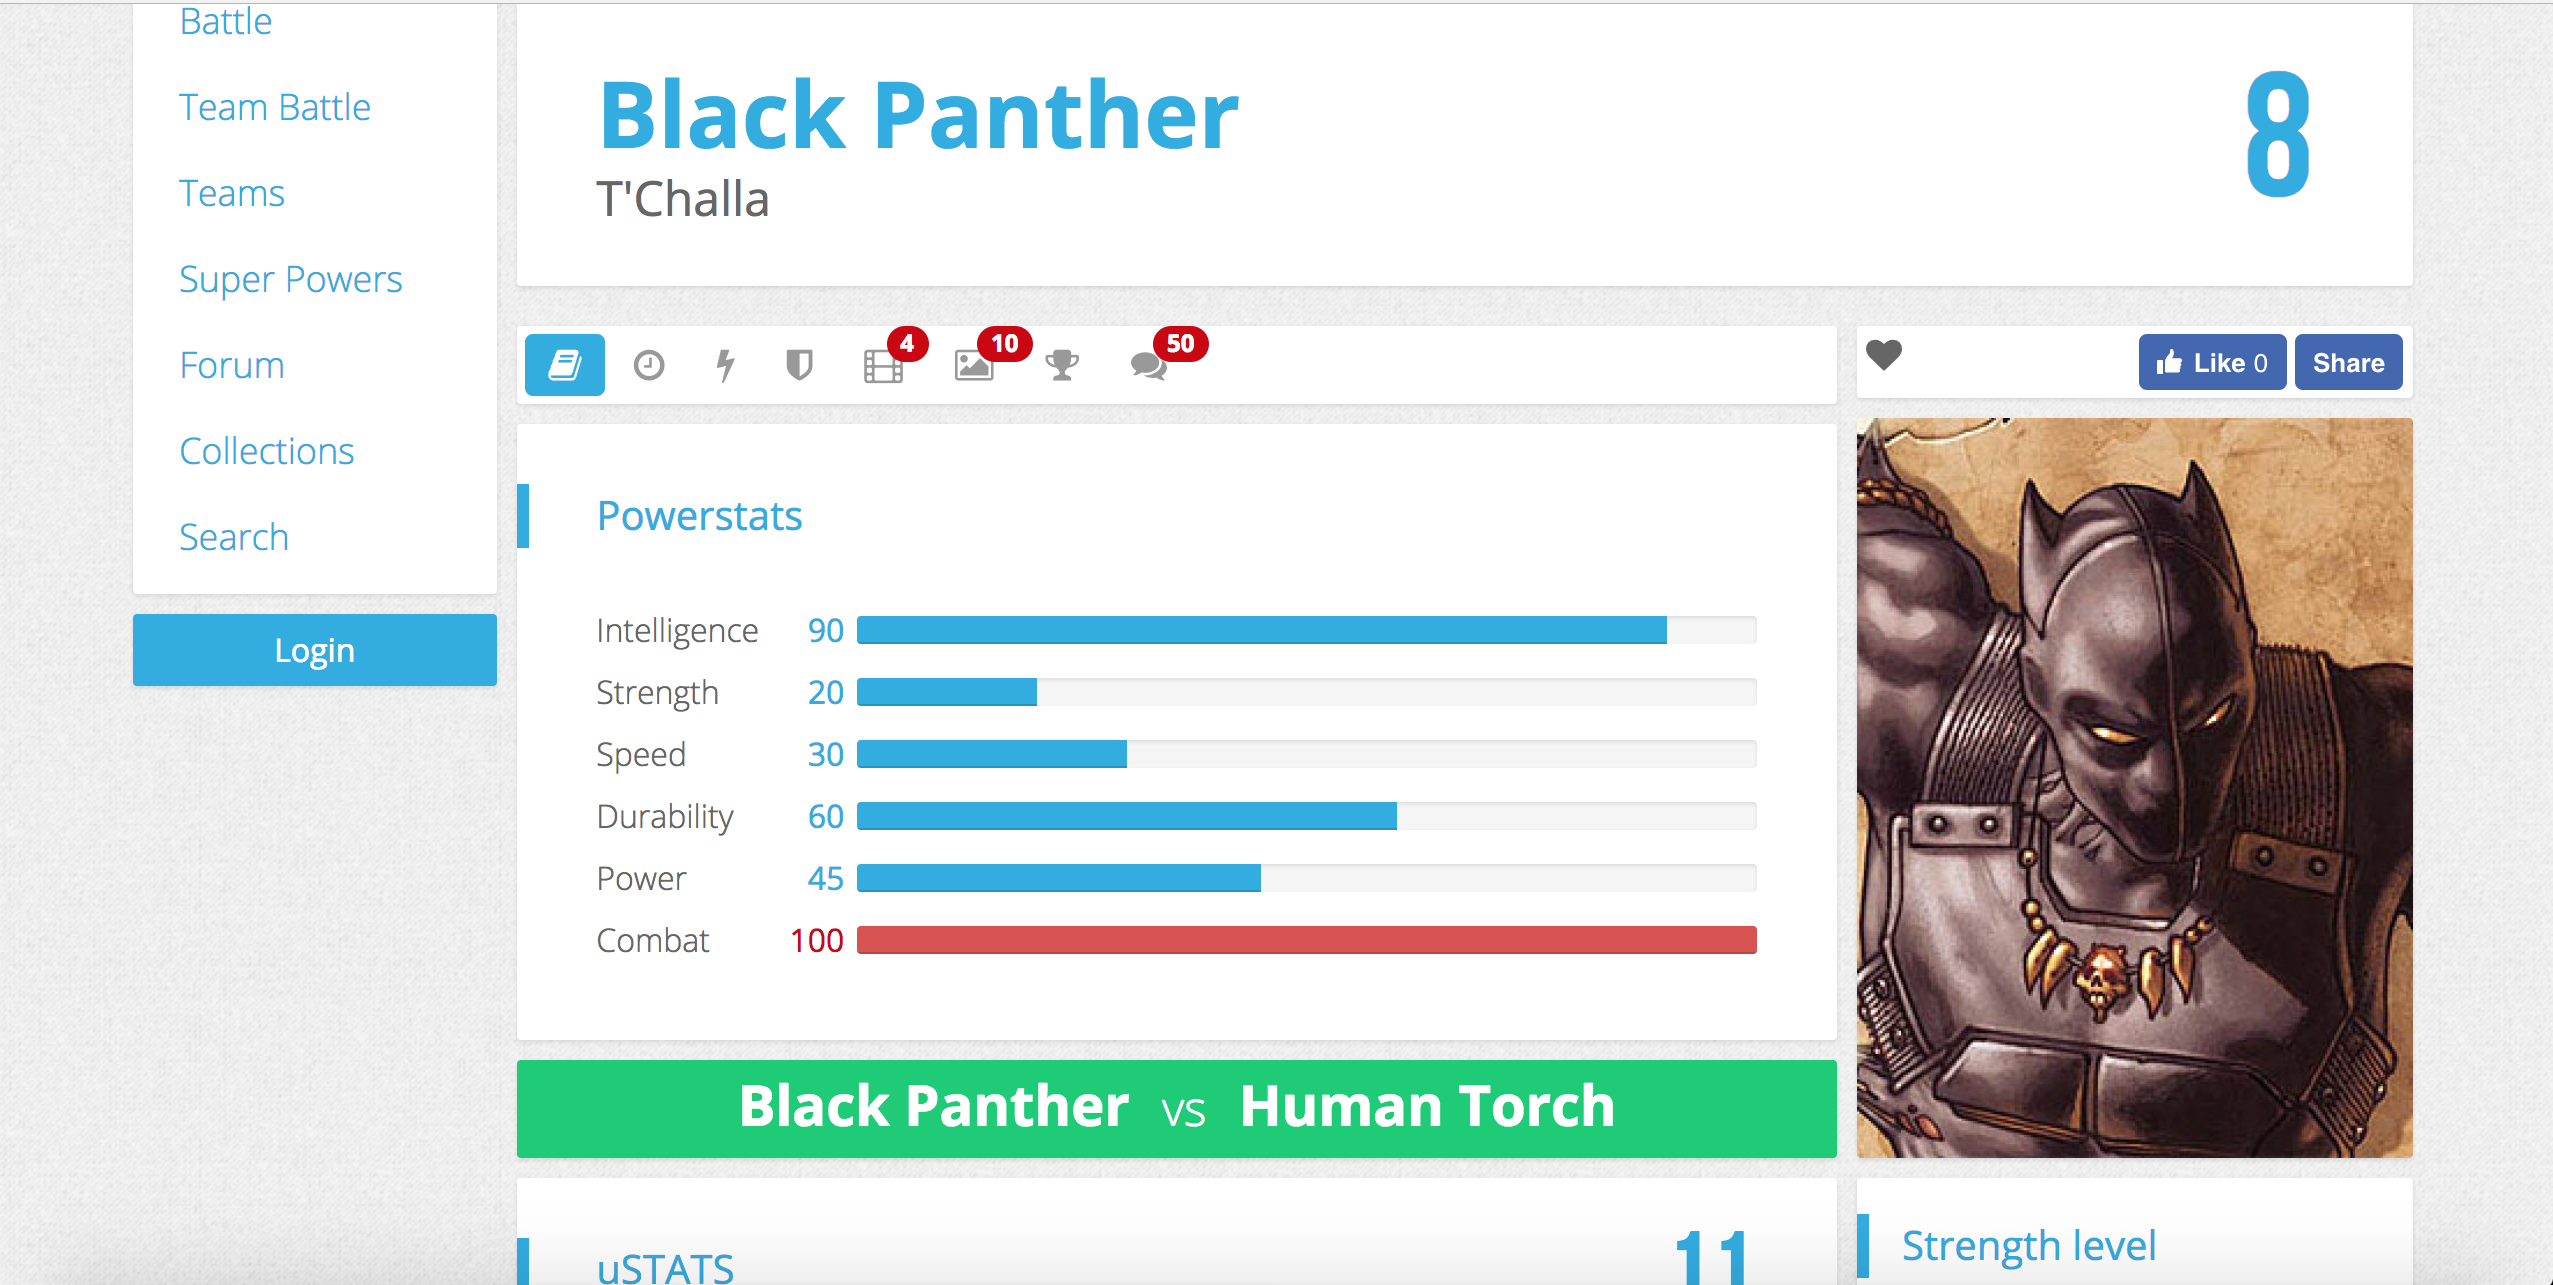 Battle
Team Battle
Teams
Super Powers
Forum
Collections
Search
Login
Black Panther
8
T'Challa
4
10
50
Like 0
Share
Powerstats
Intelligence 90
Strength 20
Speed 30
Durability 60
Power 45
Combat 100
Black Panther vs Human Torch
uSTATS
11
Strength level